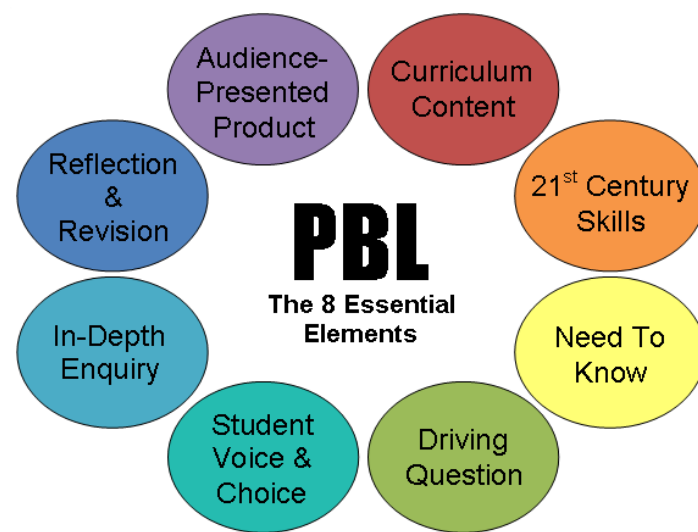 Audience-
Presented
Product
Curriculum
Content
21st Century
Skills
Need To
Know
Driving
Question
Student
Voice &
Choice
In-Depth
Enquiry
Reflection
&
Revision
PBL
The 8 Essential
Elements